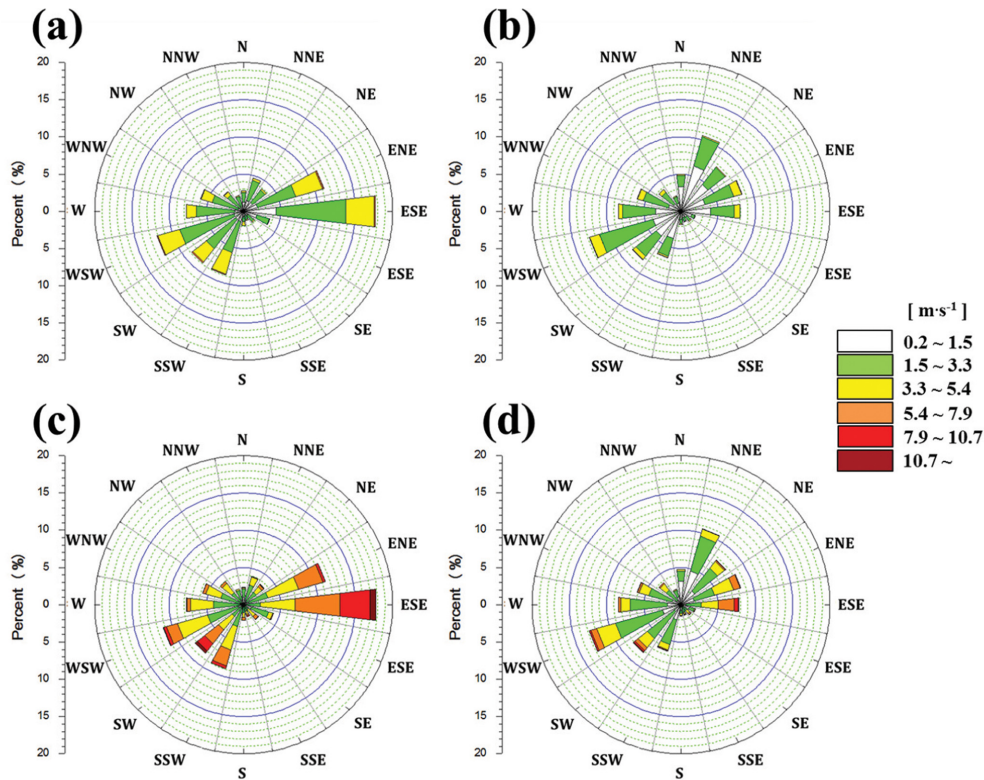 (a)
(b)
20
15
10
5
0
5
10
15
20
Percent (%)
N
NNE
NE
ENE
ESE
ESE
SE
SSE
S
SSW
SW
WSW
W
WNW
NW
NNW
20
15
10
5
0
5
10
15
20
Percent (%)
N
NNE
NE
ENE
ESE
ESE
SE
SSE
S
SSW
SW
WSW
W
WNW
NW
NNW
[ m·s⁻¹ ]
0.2 ~ 1.5
1.5 ~ 3.3
3.3 ~ 5.4
5.4 ~ 7.9
7.9 ~ 10.7
10.7 ~
(c)
(d)
20
15
10
5
0
5
10
15
20
Percent (%)
N
NNE
NE
ENE
ESE
ESE
SE
SSE
S
SSW
SW
WSW
W
WNW
NW
NNW
20
15
10
5
0
5
10
15
20
Percent (%)
N
NNE
NE
ENE
ESE
ESE
SE
SSE
S
SSW
SW
WSW
W
WNW
NW
NNW